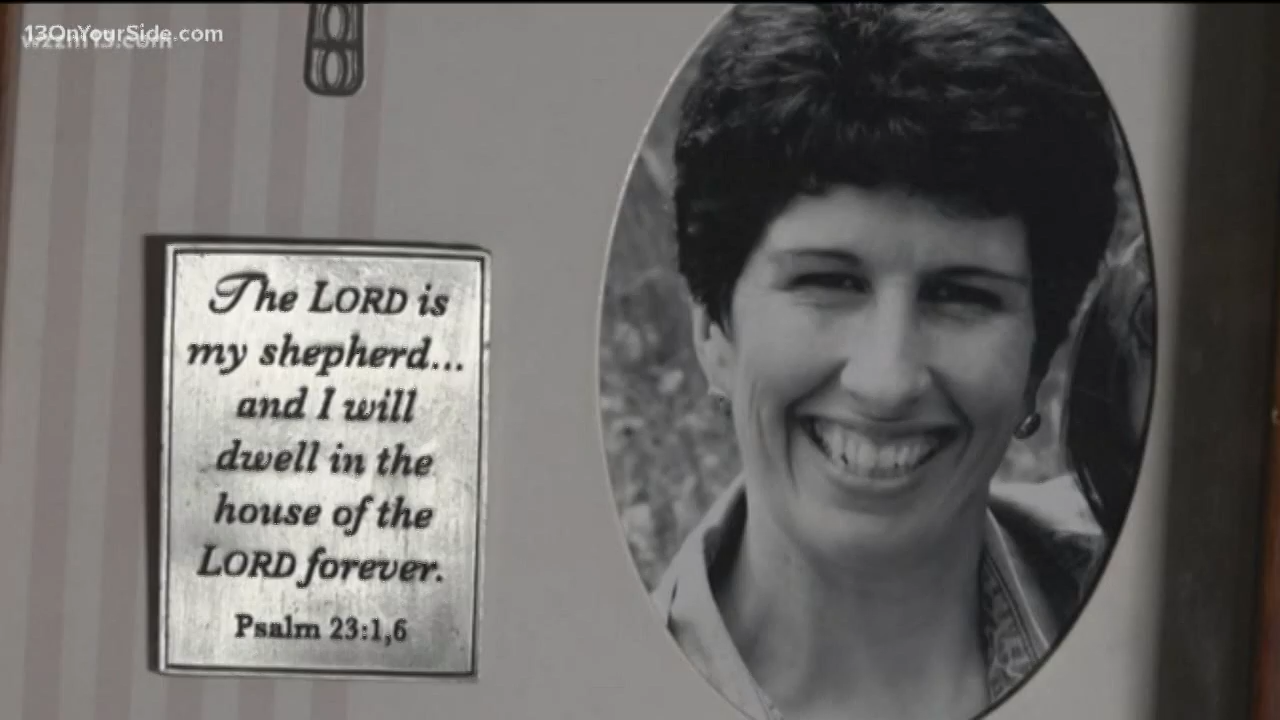 13OnYourSide.com
wzzm13.com
The LORD is
my shepherd...
and I will
dwell in the
house of the
LORD forever.
Psalm 23:1,6